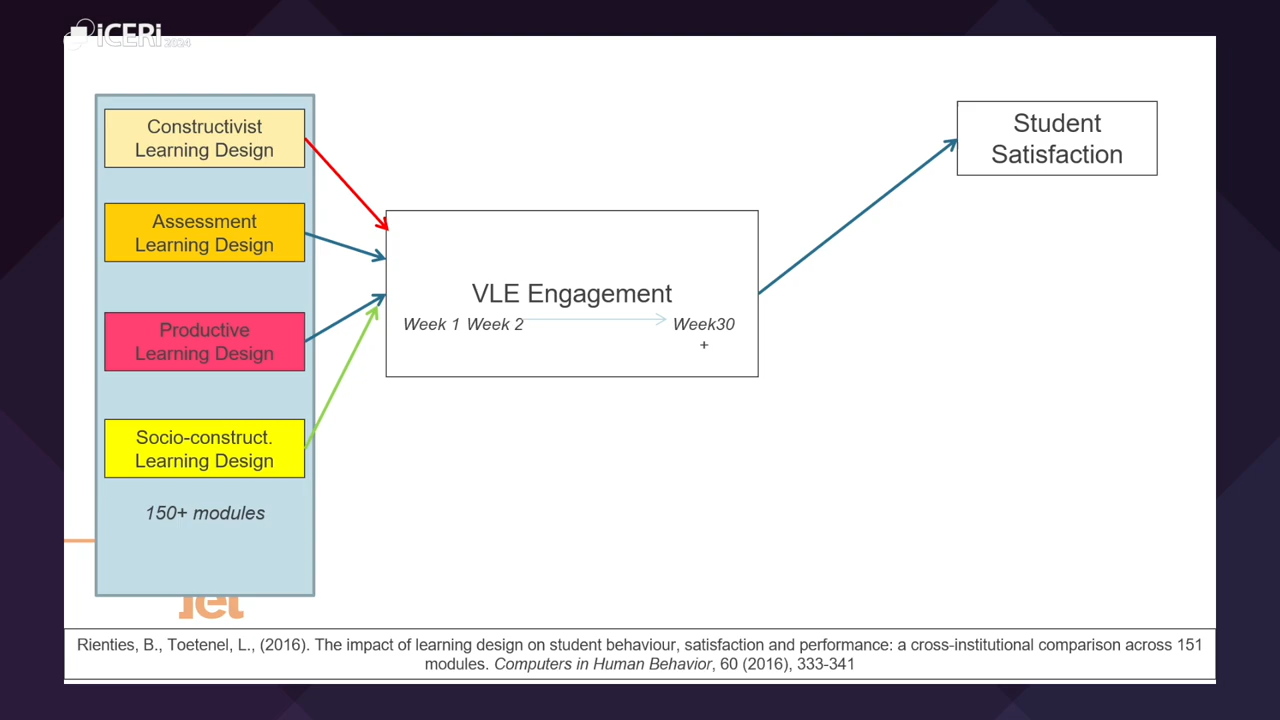 iCERi2024
Constructivist
Learning Design
Assessment
Learning Design
Productive
Learning Design
Socio-construct.
Learning Design
150+ modules
VLE Engagement
Week 1 Week 2 Week30
+
Student
Satisfaction
iet
Rienties, B., Toetenel, L., (2016). The impact of learning design on student behaviour, satisfaction and performance: a cross-institutional comparison across 151
modules. Computers in Human Behavior, 60 (2016), 333-341